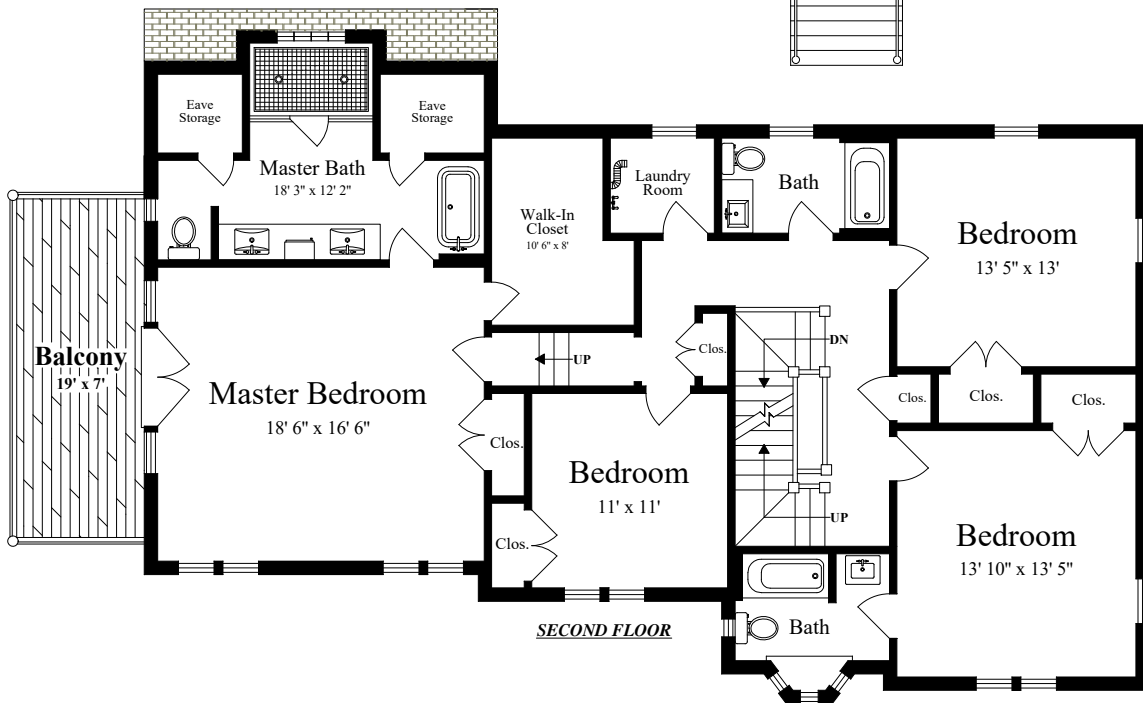 Eave
Storage
Eave
Storage
Master Bath
18' 3" x 12' 2"
Walk-In
Closet
10' 6" x 8'
Laundry
Room
Bath
Bedroom
13' 5" x 13'
Balcony
19' x 7'
Master Bedroom
18' 6" x 16' 6"
UP
Clos.
DN
Clos.
Clos.
Clos.
Clos.
Bedroom
11' x 11'
Clos.
UP
Bedroom
13' 10" x 13' 5"
Bath
SECOND FLOOR